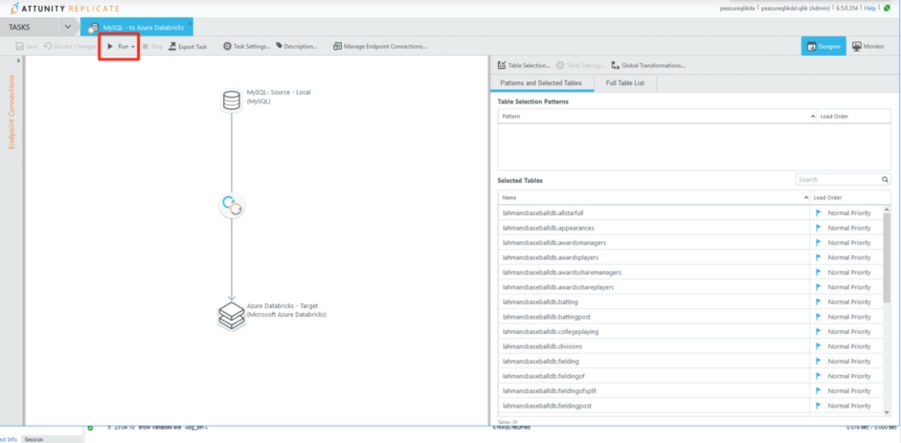 ATTUNITY REPLICATE
peazureqlikda | peazureqlikda\qlik (Admin) | 6.5.0.354 | Help |
TASKS
MySQL - to Azure Databricks
Save
Discard Changes
Run
Stop
Export Task
Task Settings...
Description...
Manage Endpoint Connections...
Designer
Monitor
Endpoint Connections
MySQL- Source - Local
(MySQL)
Azure Databricks - Target
(Microsoft Azure Databricks)
Table Selection...
Table Settings...
Global Transformations...
Patterns and Selected Tables
Full Table List
Table Selection Patterns
Pattern
Load Order
Selected Tables
Search
Name
Load Order
lahmansbaseballdb.allstarfull Normal Priority
lahmansbaseballdb.appearances Normal Priority
lahmansbaseballdb.awardsmanagers Normal Priority
lahmansbaseballdb.awardsplayers Normal Priority
lahmansbaseballdb.awardssharemanagers Normal Priority
lahmansbaseballdb.awardsshareplayers Normal Priority
lahmansbaseballdb.batting Normal Priority
lahmansbaseballdb.battingpost Normal Priority
lahmansbaseballdb.collegeplaying Normal Priority
lahmansbaseballdb.divisions Normal Priority
lahmansbaseballdb.fielding Normal Priority
lahmansbaseballdb.fieldingof Normal Priority
lahmansbaseballdb.fieldingofsplit Normal Priority
lahmansbaseballdb.fieldingpost Normal Priority
ect Info Session